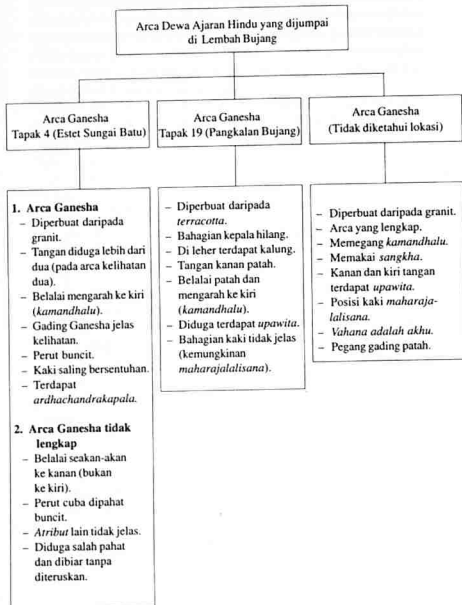 Arca Dewa Ajaran Hindu yang dijumpai
di Lembah Bujang
Arca Ganesha
Tapak 4 (Estet Sungai Batu)
Arca Ganesha
Tapak 19 (Pangkalan Bujang)
Arca Ganesha
(Tidak diketahui lokasi)
1. Arca Ganesha
– Diperbuat daripada
granit.
– Tangan diduga lebih dari
dua (pada arca kelihatan
dua).
– Belalai mengarah ke kiri
(kamandhalu).
– Gading Ganesha jelas
kelihatan.
– Perut buncit.
– Kaki saling bersentuhan.
– Terdapat
ardhachandrakapala.
2. Arca Ganesha tidak
lengkap
– Belalai seakan-akan
ke kanan (bukan
ke kiri).
– Perut cuba dipahat
buncit.
– Atribut lain tidak jelas.
– Diduga salah pahat
dan dibiar tanpa
diteruskan.
– Diperbuat daripada
terracotta.
– Bahagian kepala hilang.
– Di leher terdapat kalung.
– Tangan kanan patah.
– Belalai patah dan
mengarah ke kiri
(kamandhalu).
– Diduga terdapat upawita.
– Bahagian kaki tidak jelas
(kemungkinan
maharajalalisana).
– Diperbuat daripada granit.
– Arca yang lengkap.
– Memegang kamandhalu.
– Memakai sangkha.
– Kanan dan kiri tangan
terdapat upawita.
– Posisi kaki maharaja-
lalisana.
– Vahana adalah akhu.
– Pegang gading patah.